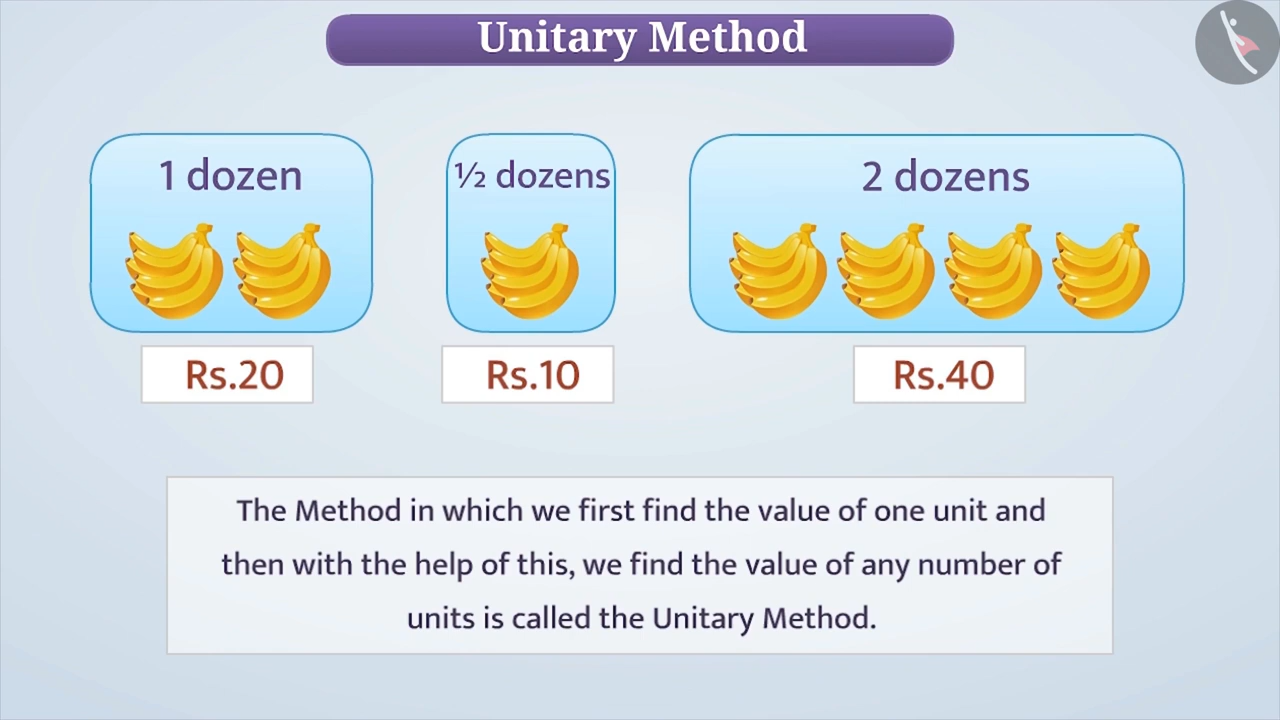 Unitary Method
1 dozen
½ dozens
2 dozens
Rs.20
Rs.10
Rs.40
The Method in which we first find the value of one unit and
then with the help of this, we find the value of any number of
units is called the Unitary Method.